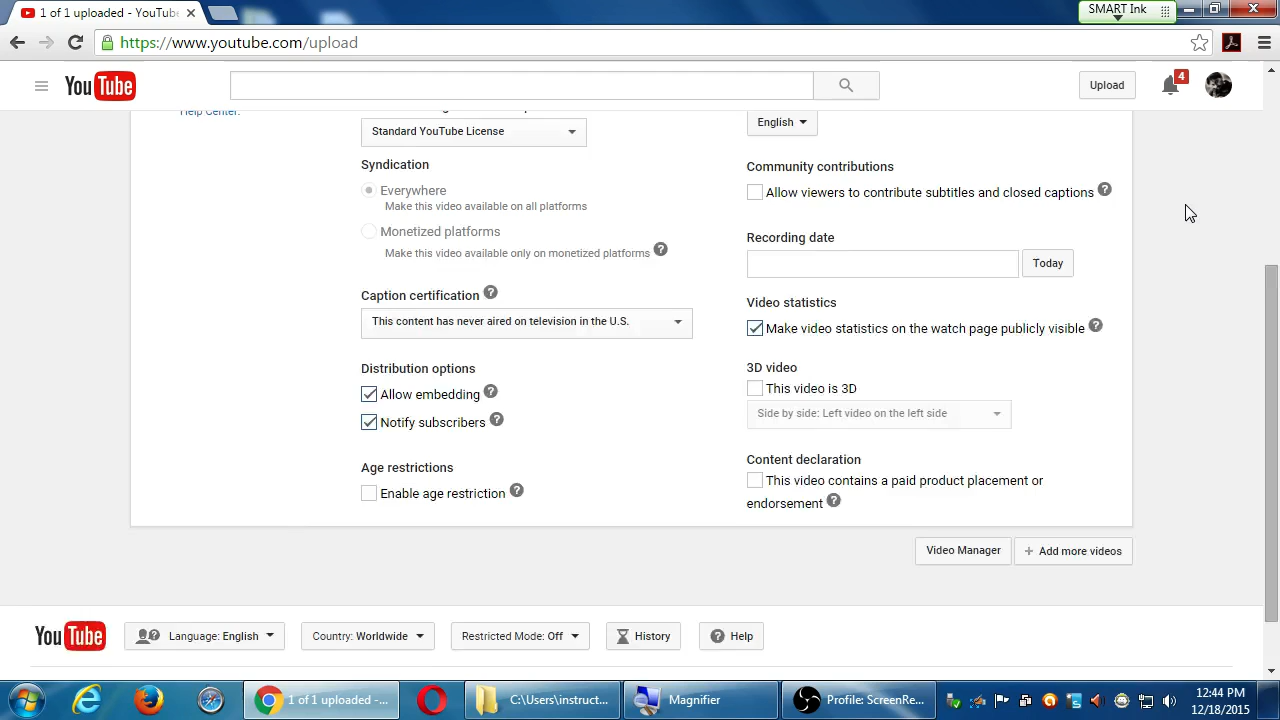 1 of 1 uploaded - YouTube
SMART Ink
https://www.youtube.com/upload
YouTube
Upload
4
Help Center.
Standard YouTube License
English
Syndication
Community contributions
Everywhere
Allow viewers to contribute subtitles and closed captions
Make this video available on all platforms
Monetized platforms
Recording date
Make this video available only on monetized platforms
Today
Caption certification
Video statistics
This content has never aired on television in the U.S.
Make video statistics on the watch page publicly visible
Distribution options
3D video
Allow embedding
This video is 3D
Notify subscribers
Side by side: Left video on the left side
Age restrictions
Content declaration
Enable age restriction
This video contains a paid product placement or
endorsement
Video Manager
+ Add more videos
YouTube
Language: English
Country: Worldwide
Restricted Mode: Off
History
Help
1 of 1 uploaded -...
C:\Users\instruct...
Magnifier
Profile: ScreenRe...
12:44 PM
12/18/2015